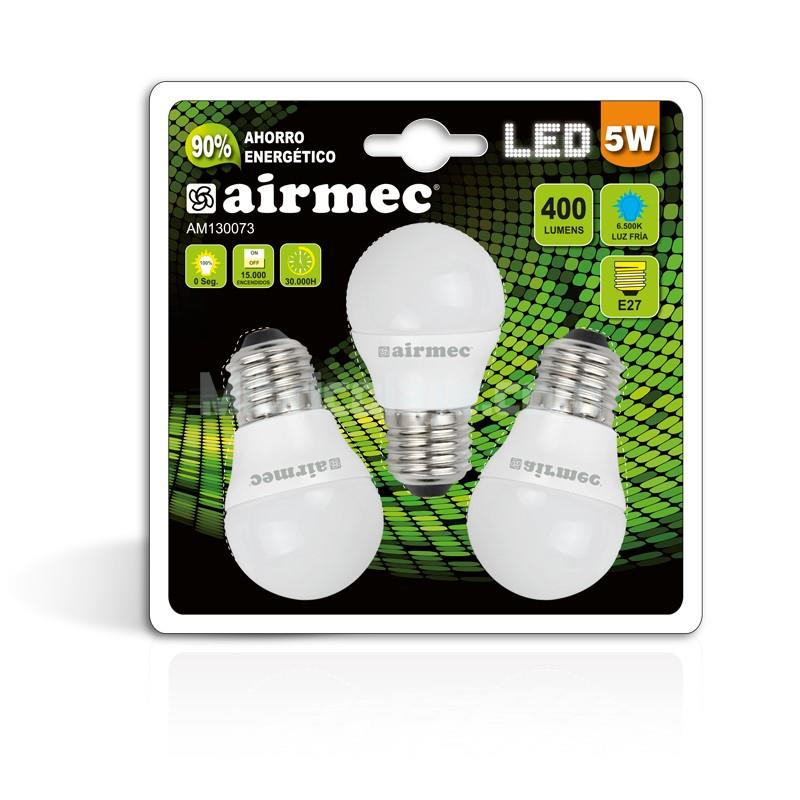 90%
AHORRO
ENERGÉTICO
LED 5W
airmec®
AM130073
400
LUMENS
6.500K
LUZ FRÍA
100%
0 Seg.
ON
OFF
15.000
ENCENDIDOS
30.000H
E27
airmec
airmec
airmec